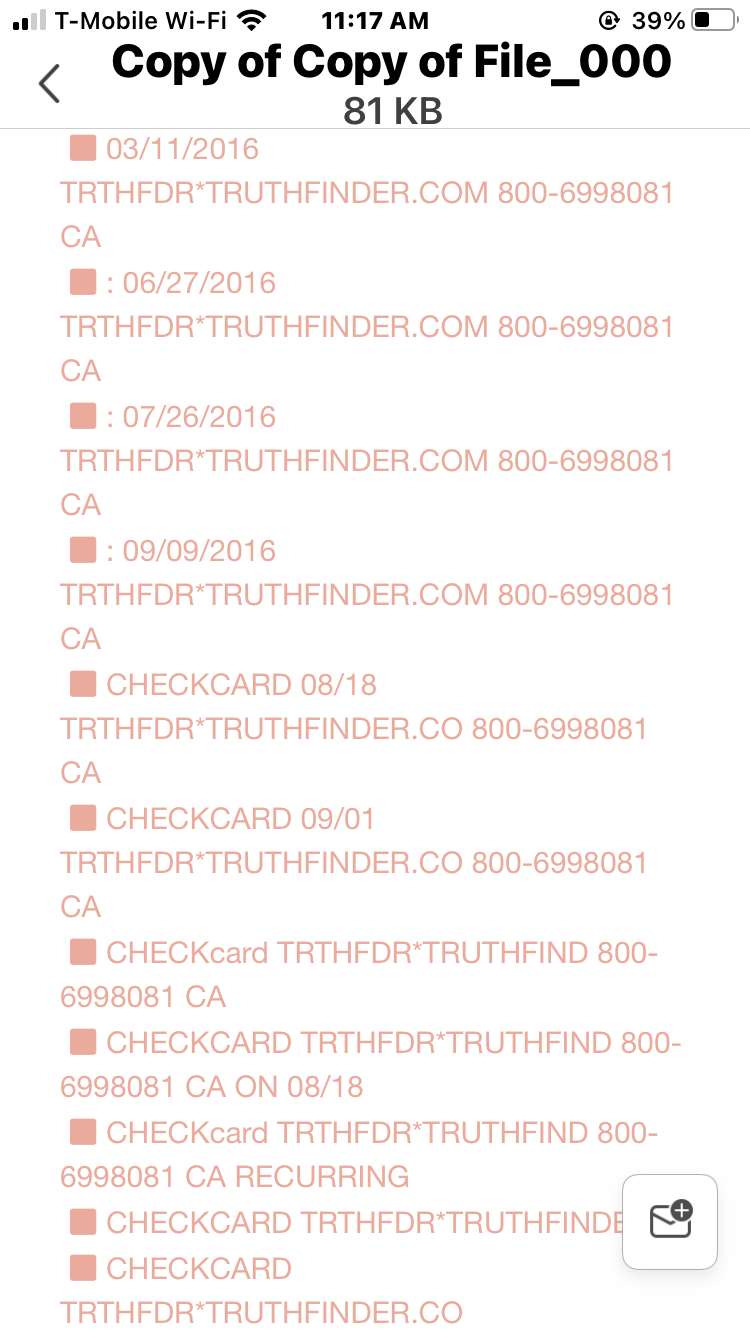 T-Mobile Wi-Fi 11:17 AM 39%
Copy of Copy of File_000
81 KB
03/11/2016
TRTHFDR*TRUTHFINDER.COM 800-6998081
CA
: 06/27/2016
TRTHFDR*TRUTHFINDER.COM 800-6998081
CA
: 07/26/2016
TRTHFDR*TRUTHFINDER.COM 800-6998081
CA
: 09/09/2016
TRTHFDR*TRUTHFINDER.COM 800-6998081
CA
CHECKCARD 08/18
TRTHFDR*TRUTHFINDER.CO 800-6998081
CA
CHECKCARD 09/01
TRTHFDR*TRUTHFINDER.CO 800-6998081
CA
CHECKcard TRTHFDR*TRUTHFIND 800-
6998081 CA
CHECKCARD TRTHFDR*TRUTHFIND 800-
6998081 CA ON 08/18
CHECKcard TRTHFDR*TRUTHFIND 800-
6998081 CA RECURRING
CHECKCARD TRTHFDR*TRUTHFINDE
CHECKCARD
TRTHFDR*TRUTHFINDER.CO